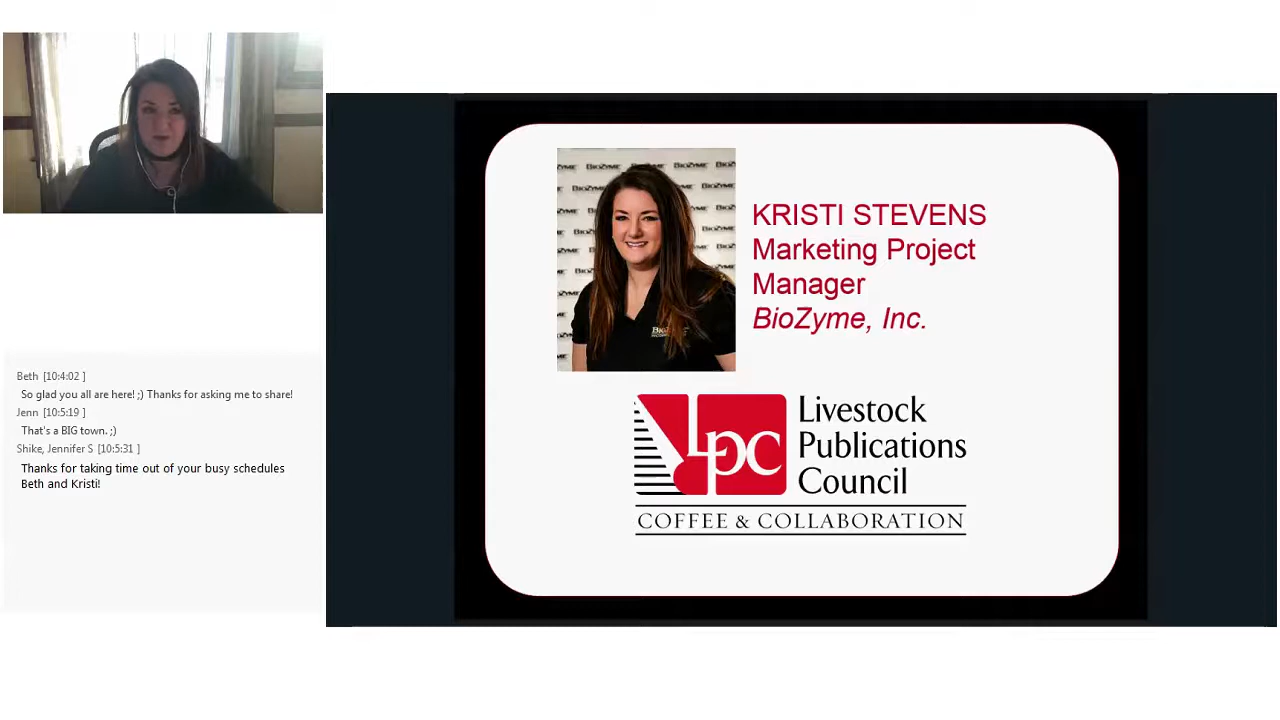 Beth [10:4:02 ]
So glad you all are here! ;) Thanks for asking me to share!
Jenn [10:5:19 ]
That's a BIG town. ;)
Shike, Jennifer S [10:5:31 ]
Thanks for taking time out of your busy schedules
Beth and Kristi!
BIOZYME
KRISTI STEVENS
Marketing Project
Manager
BioZyme, Inc.
Lpc
Livestock
Publications
Council
COFFEE & COLLABORATION